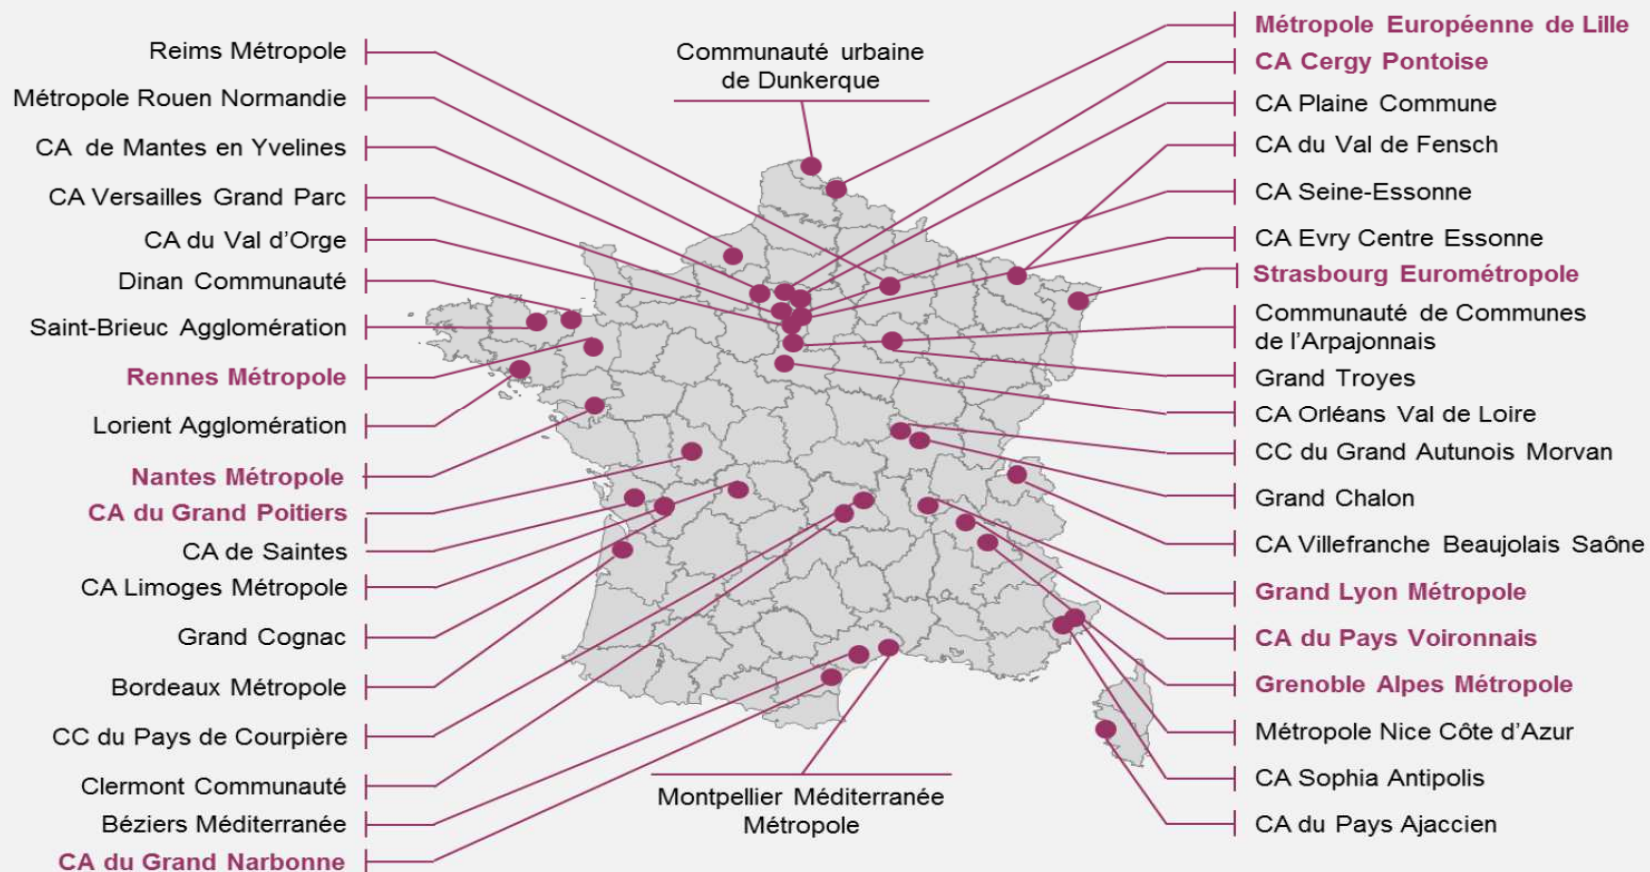 Reims Métropole
Métropole Rouen Normandie
CA de Mantes en Yvelines
CA Versailles Grand Parc
CA du Val d'Orge
Dinan Communauté
Saint-Brieuc Agglomération
Rennes Métropole
Lorient Agglomération
Nantes Métropole
CA du Grand Poitiers
CA de Saintes
CA Limoges Métropole
Grand Cognac
Bordeaux Métropole
CC du Pays de Courpière
Clermont Communauté
Béziers Méditerranée
CA du Grand Narbonne
Communauté urbaine
de Dunkerque
Montpellier Méditerranée
Métropole
Métropole Européenne de Lille
CA Cergy Pontoise
CA Plaine Commune
CA du Val de Fensch
CA Seine-Essonne
CA Evry Centre Essonne
Strasbourg Eurométropole
Communauté de Communes
de l'Arpajonnais
Grand Troyes
CA Orléans Val de Loire
CC du Grand Autunois Morvan
Grand Chalon
CA Villefranche Beaujolais Saône
Grand Lyon Métropole
CA du Pays Voironnais
Grenoble Alpes Métropole
Métropole Nice Côte d'Azur
CA Sophia Antipolis
CA du Pays Ajaccien